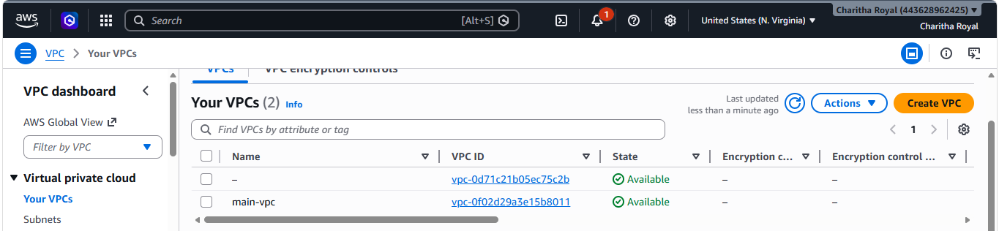 aws Search [Alt+S] 1 United States (N. Virginia) ▼ Charitha Royal (443628962425) ▼
Charitha Royal
VPC > Your VPCs
VPCs VPC encryption controls
VPC dashboard
AWS Global View
Filter by VPC
Virtual private cloud
Your VPCs
Subnets
Your VPCs (2) Info
Last updated
less than a minute ago
Actions Create VPC
Find VPCs by attribute or tag
1
Name VPC ID State Encryption c... Encryption control ...
– vpc-0d71c21b05ec75c2b Available – –
main-vpc vpc-0f02d29a3e15b8011 Available – –